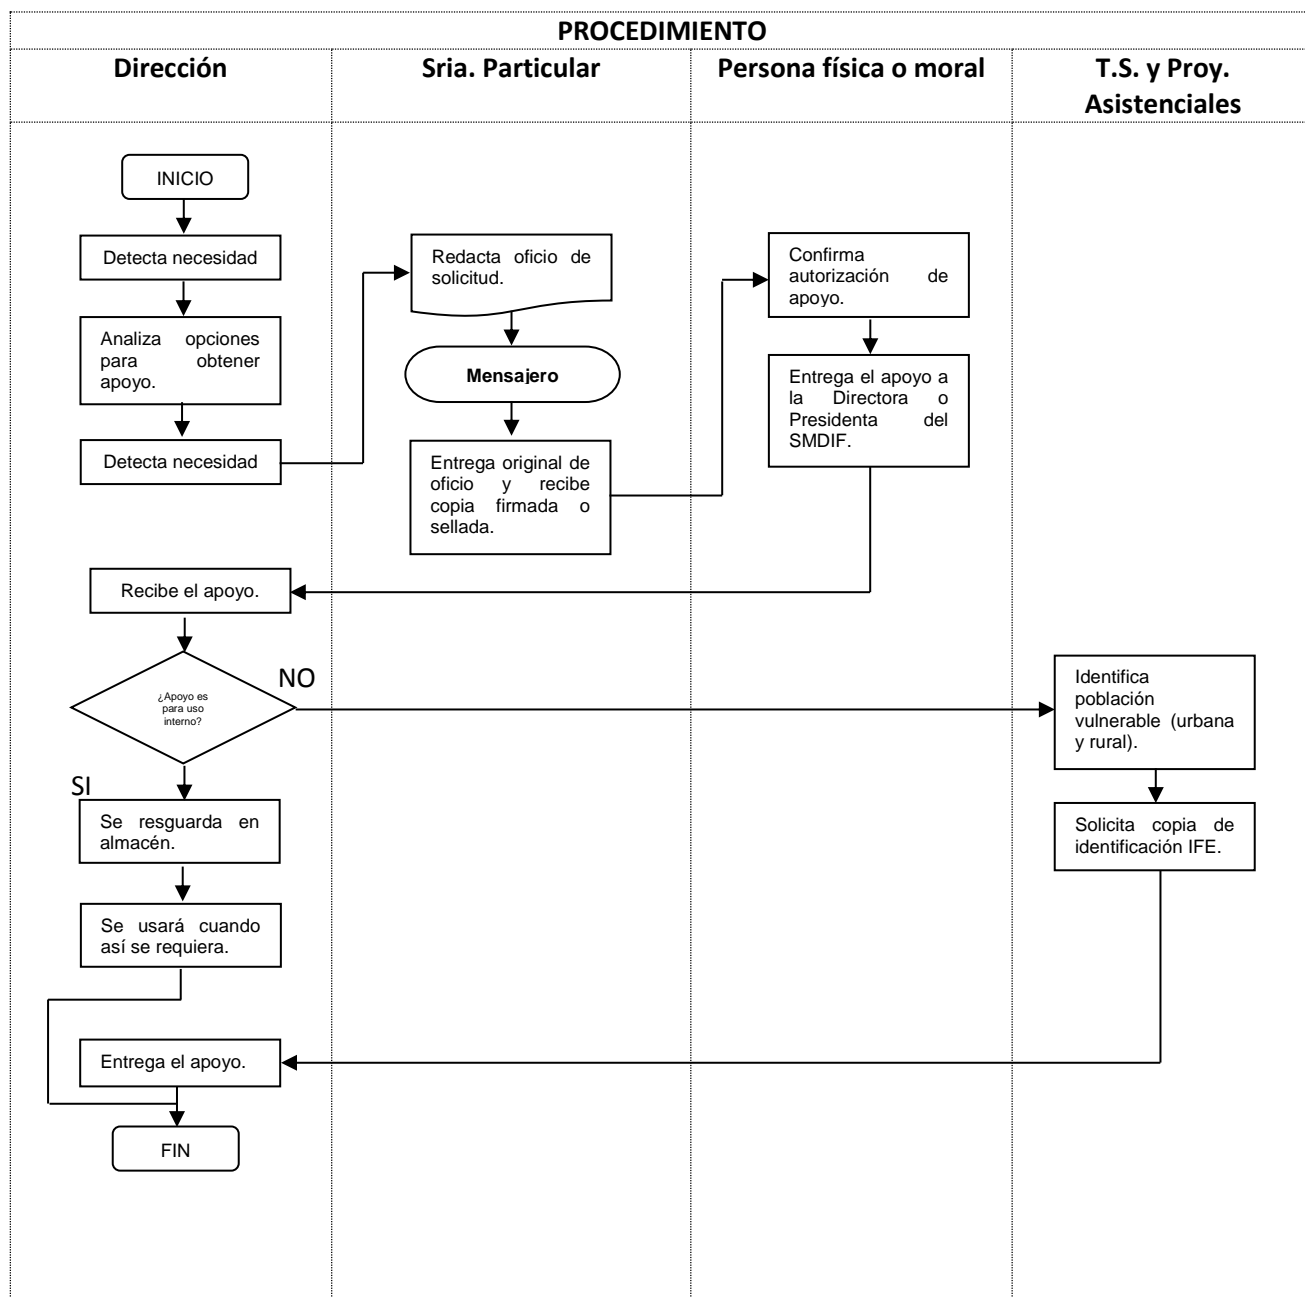 PROCEDIMIENTO
Dirección
Sria. Particular
Persona física o moral
T.S. y Proy.
Asistenciales
INICIO
Detecta necesidad
Analiza opciones
para obtener
apoyo.
Detecta necesidad
Redacta oficio de
solicitud.
Mensajero
Entrega original de
oficio y recibe
copia firmada o
sellada.
Confirma
autorización de
apoyo.
Entrega el apoyo a
la Directora o
Presidenta del
SMDIF.
Recibe el apoyo.
¿Apoyo es
para uso
interno?
NO
SI
Identifica
población
vulnerable (urbana
y rural).
Solicita copia de
identificación IFE.
Se resguarda en
almacén.
Se usará cuando
así se requiera.
Entrega el apoyo.
FIN